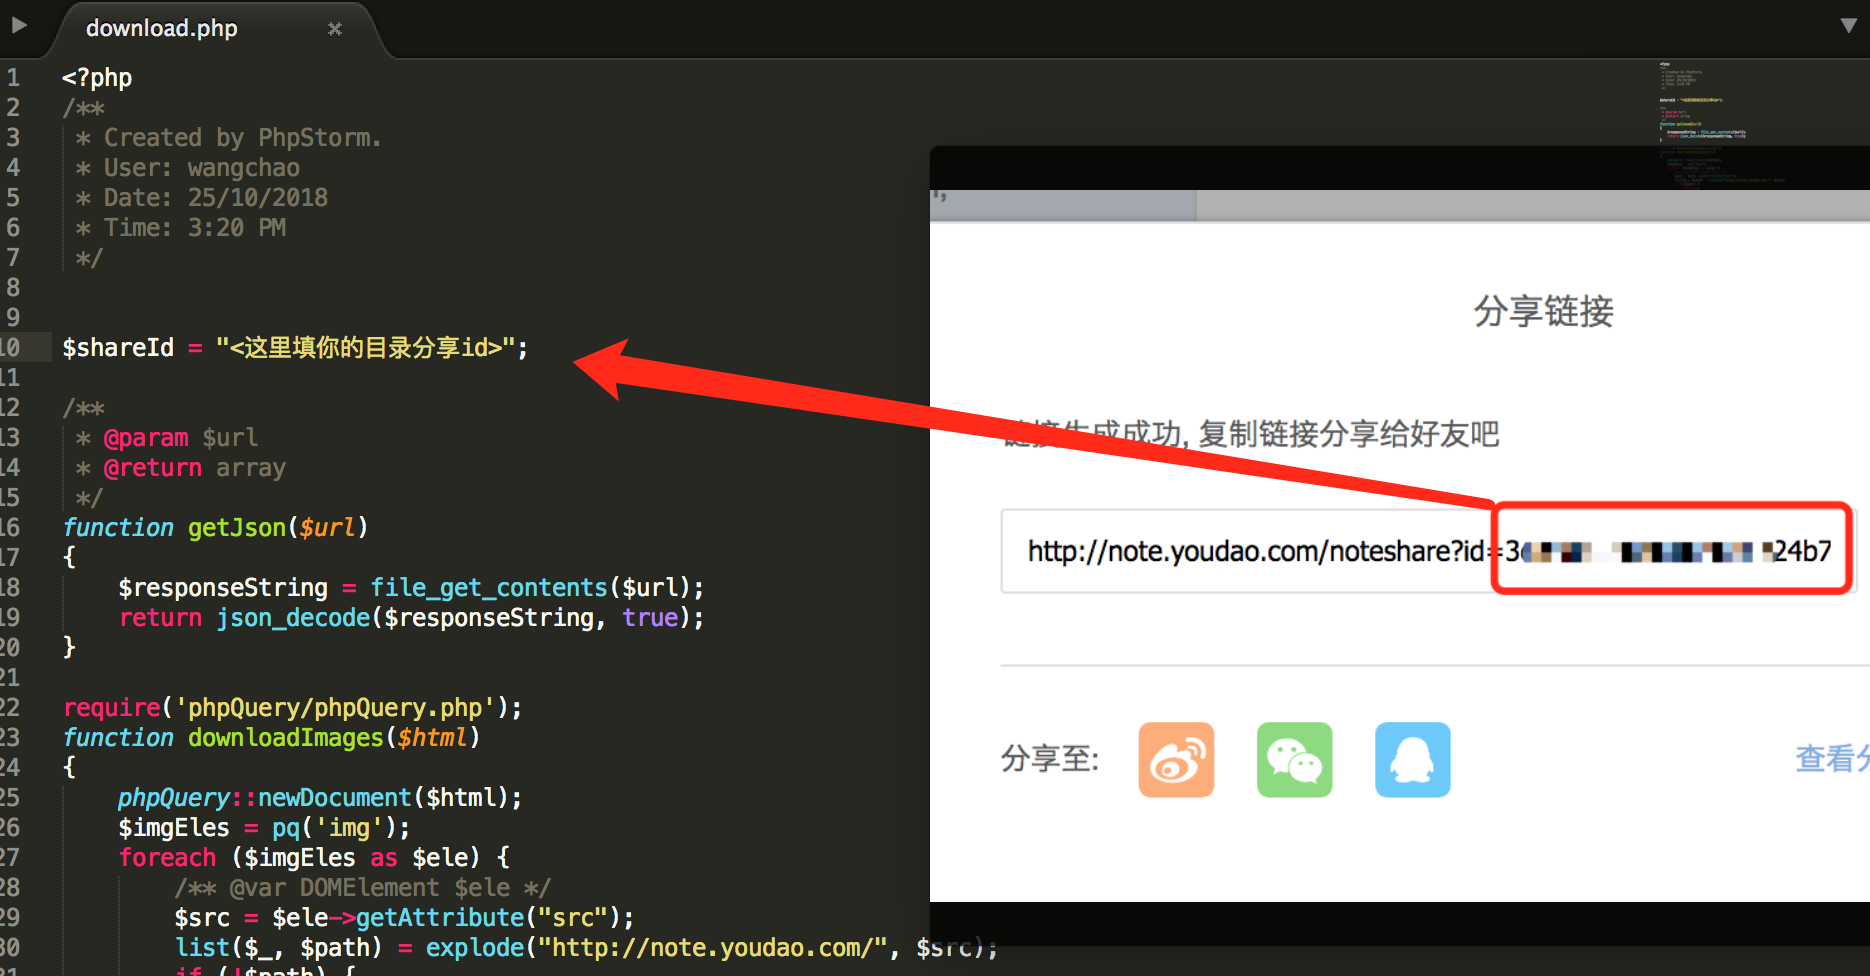 download.php
1 <?php
2 /**
3 * Created by PhpStorm.
4 * User: wangchao
5 * Date: 25/10/2018
6 * Time: 3:20 PM
7 */
8
9
10 $shareId = "<这里填你的目录分享id>";
11
12 /**
13 * @param $url
14 * @return array
15 */
16 function getJson($url)
17 {
18 $responseString = file_get_contents($url);
19 return json_decode($responseString, true);
20 }
21
22 require('phpQuery/phpQuery.php');
23 function downloadImages($html)
24 {
25 phpQuery::newDocument($html);
26 $imgEles = pq('img');
27 foreach ($imgEles as $ele) {
28 /** @var DOMElement $ele */
29 $src = $ele->getAttribute("src");
30 list($_, $path) = explode("http://note.youdao.com/", $src);
31 if (!$path) {
分享链接
链接生成成功, 复制链接分享给好友吧
http://note.youdao.com/noteshare?id=3 24b7
分享至:
查看